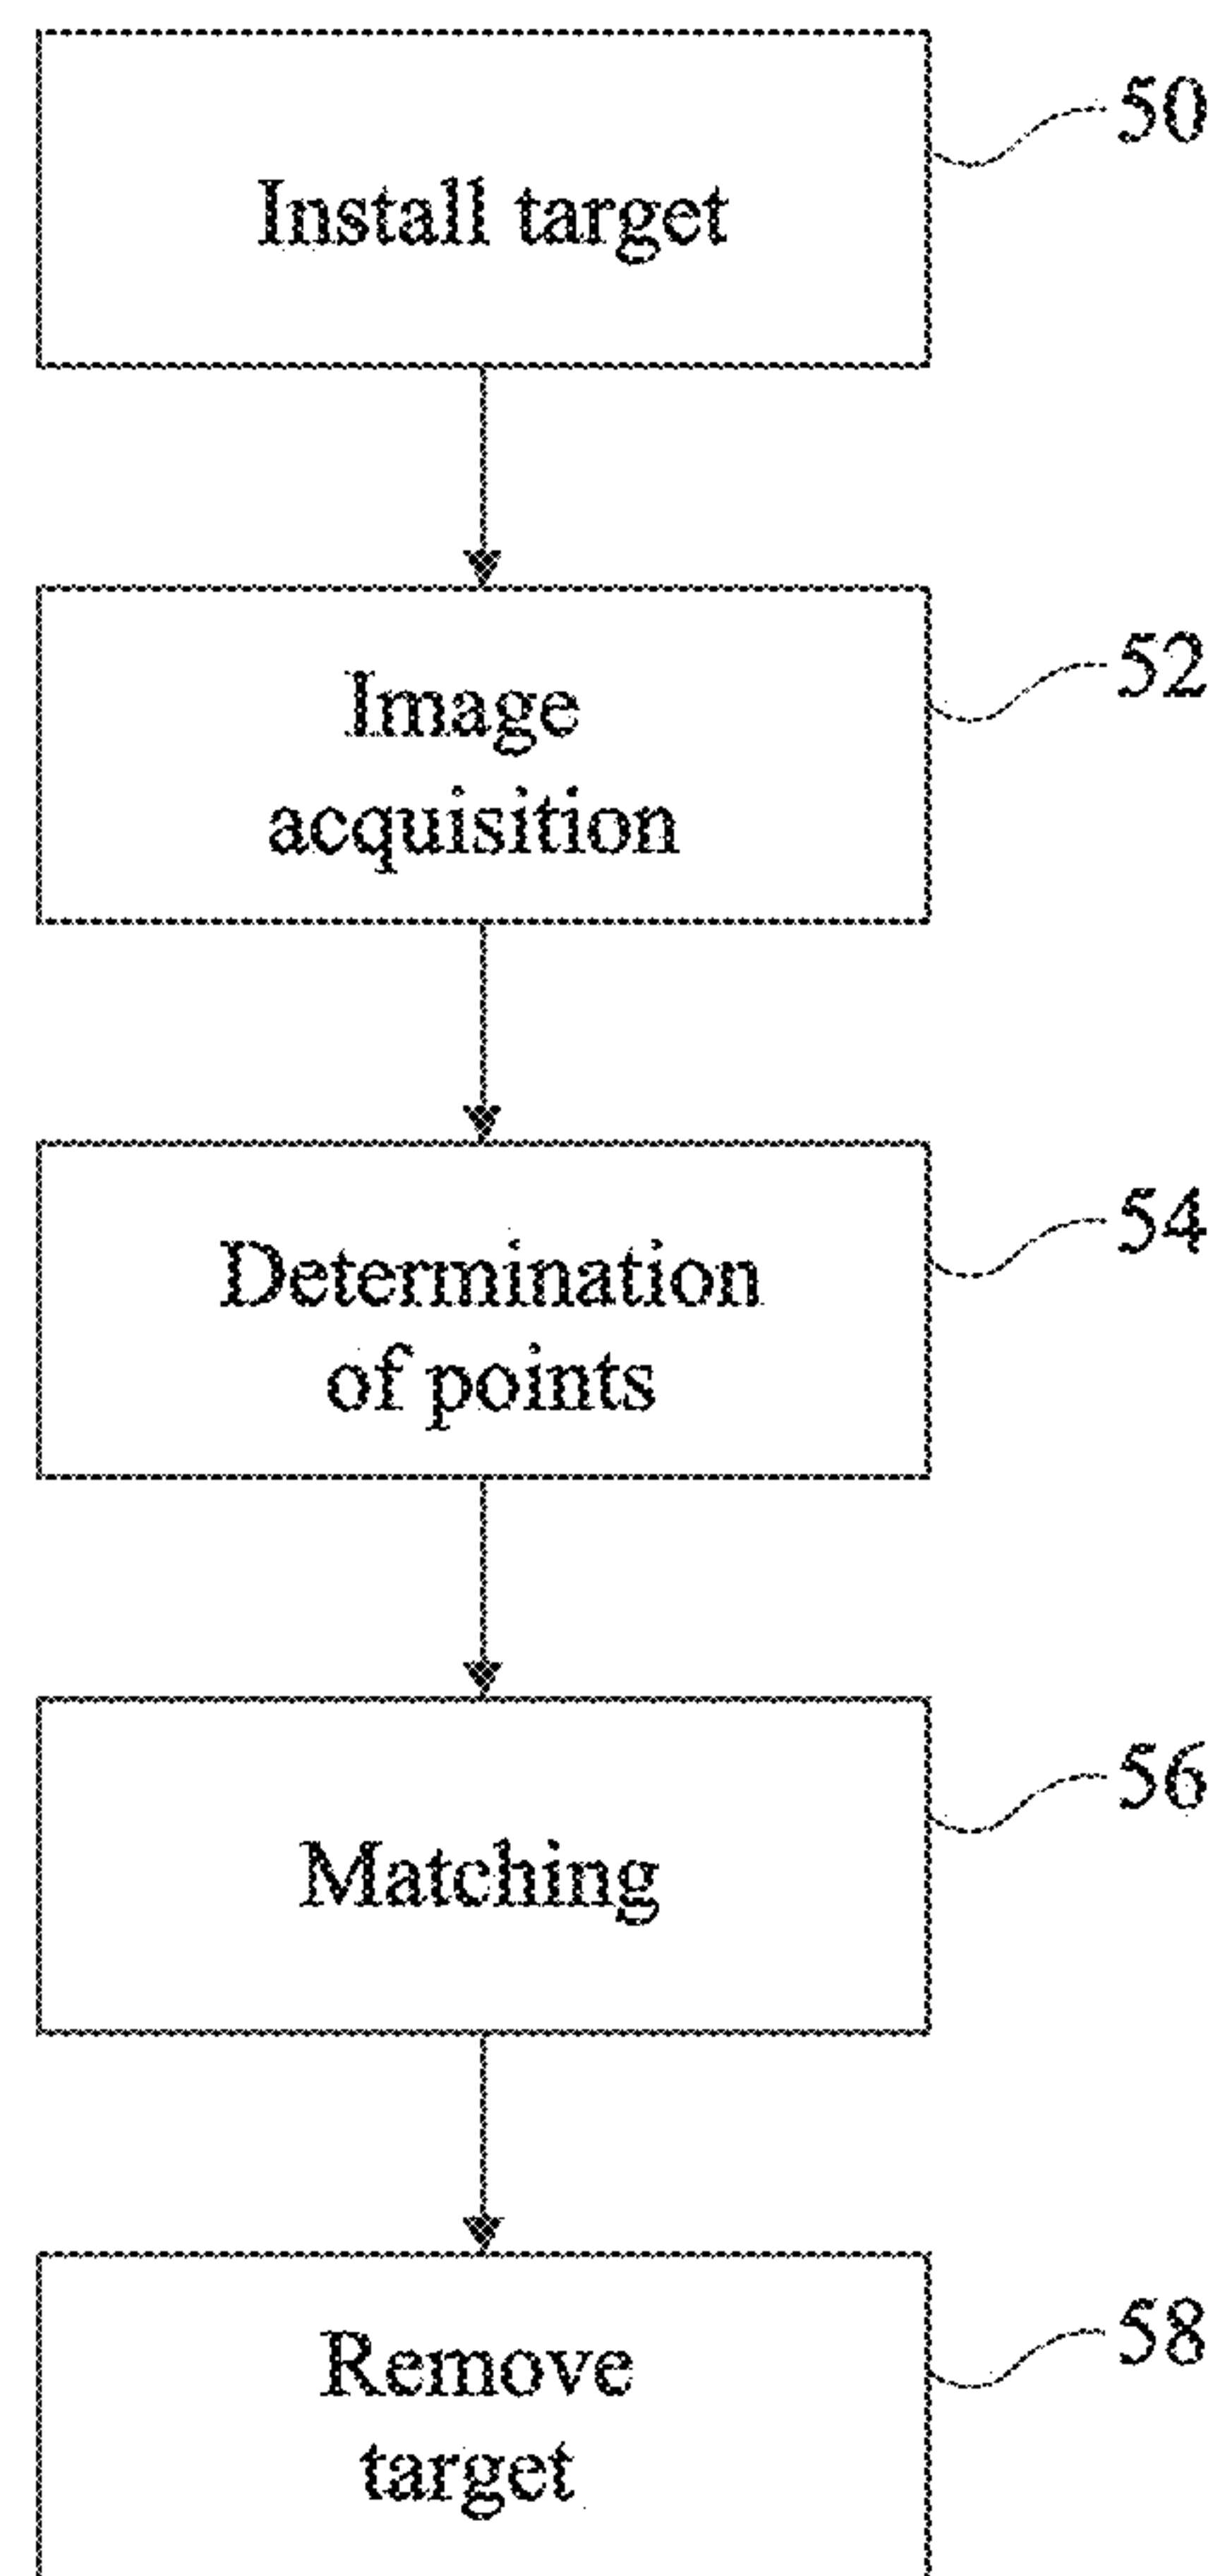 Install target
50
Image
acquisition
52
Determination
of points
54
Matching
56
Remove
target
58